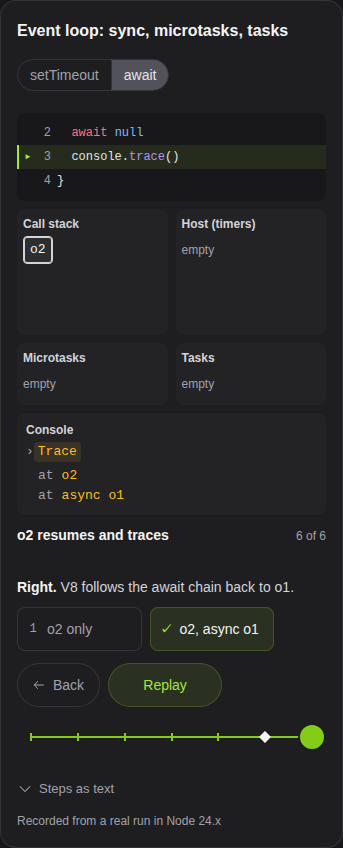 Event loop: sync, microtasks, tasks
setTimeout await
2 await null
3 console.trace()
4 }
Call stack
o2
Host (timers)
empty
Microtasks
empty
Tasks
empty
Console
Trace
at o2
at async o1
o2 resumes and traces 6 of 6
Right. V8 follows the await chain back to o1.
1 o2 only
✓ o2, async o1
← Back
Replay
Steps as text
Recorded from a real run in Node 24.x